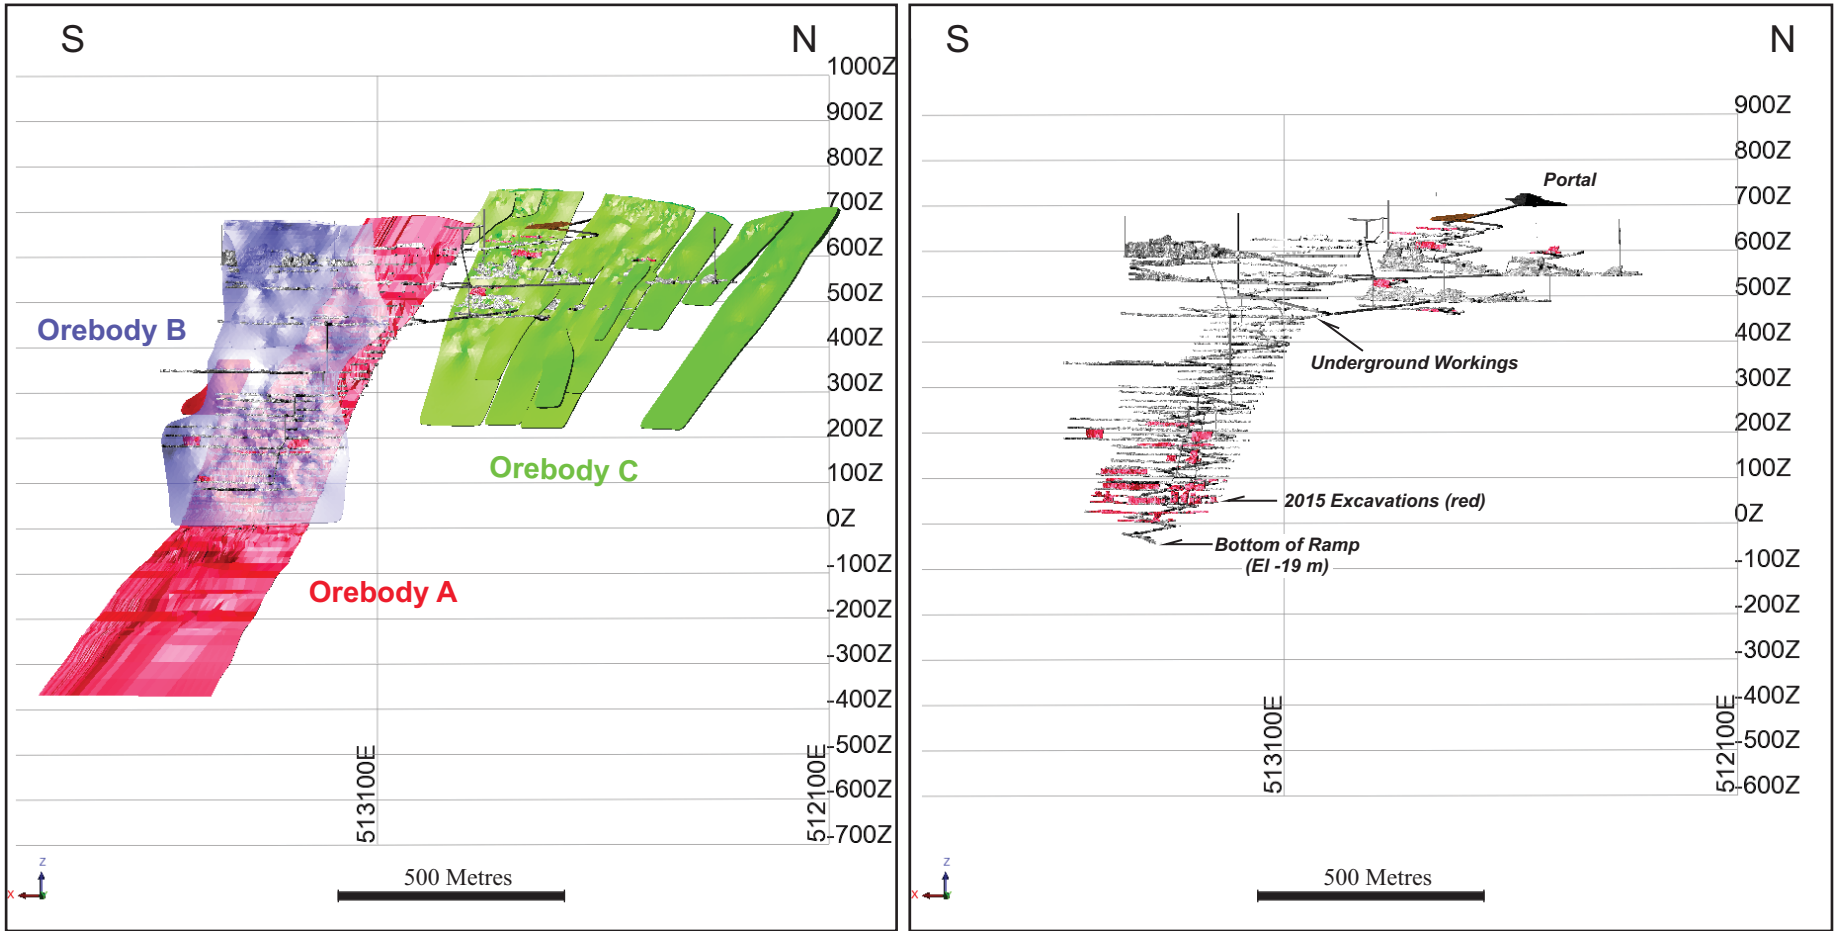 S
N
1000Z
900Z
800Z
700Z
600Z
500Z
400Z
300Z
200Z
100Z
0Z
-100Z
-200Z
-300Z
-400Z
-500Z
-600Z
-700Z
Orebody B
Orebody C
Orebody A
513100E
512100E
Z
X
500 Metres
S
N
900Z
800Z
700Z
600Z
500Z
400Z
300Z
200Z
100Z
0Z
-100Z
-200Z
-300Z
-400Z
-500Z
-600Z
Portal
Underground Workings
2015 Excavations (red)
Bottom of Ramp
(El -19 m)
513100E
512100E
Z
X
500 Metres